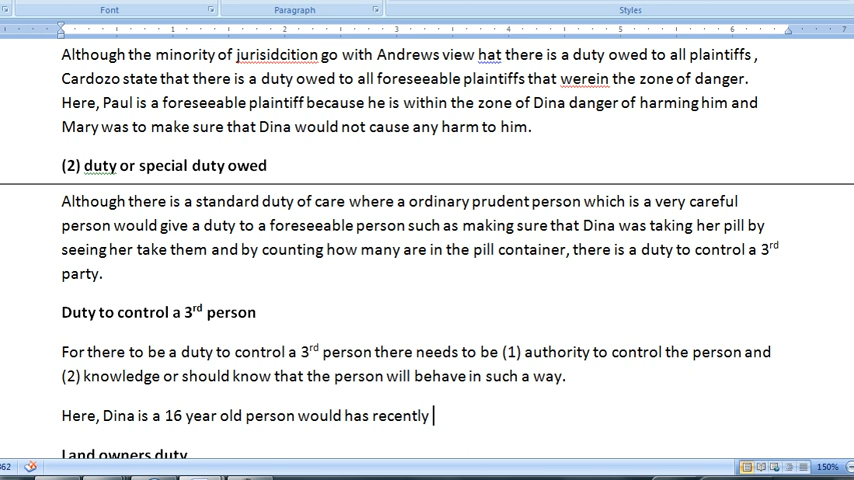 Font Paragraph Styles
1 2 3 4 5 6 7
Although the minority of jurisidcition go with Andrews view hat there is a duty owed to all plaintiffs ,
Cardozo state that there is a duty owed to all foreseeable plaintiffs that werein the zone of danger.
Here, Paul is a foreseeable plaintiff because he is within the zone of Dina danger of harming him and
Mary was to make sure that Dina would not cause any harm to him.
(2) duty or special duty owed
Although there is a standard duty of care where a ordinary prudent person which is a very careful
person would give a duty to a foreseeable person such as making sure that Dina was taking her pill by
seeing her take them and by counting how many are in the pill container, there is a duty to control a 3rd
party.
Duty to control a 3rd person
For there to be a duty to control a 3rd person there needs to be (1) authority to control the person and
(2) knowledge or should know that the person will behave in such a way.
Here, Dina is a 16 year old person would has recently
Land owners duty
362 150%